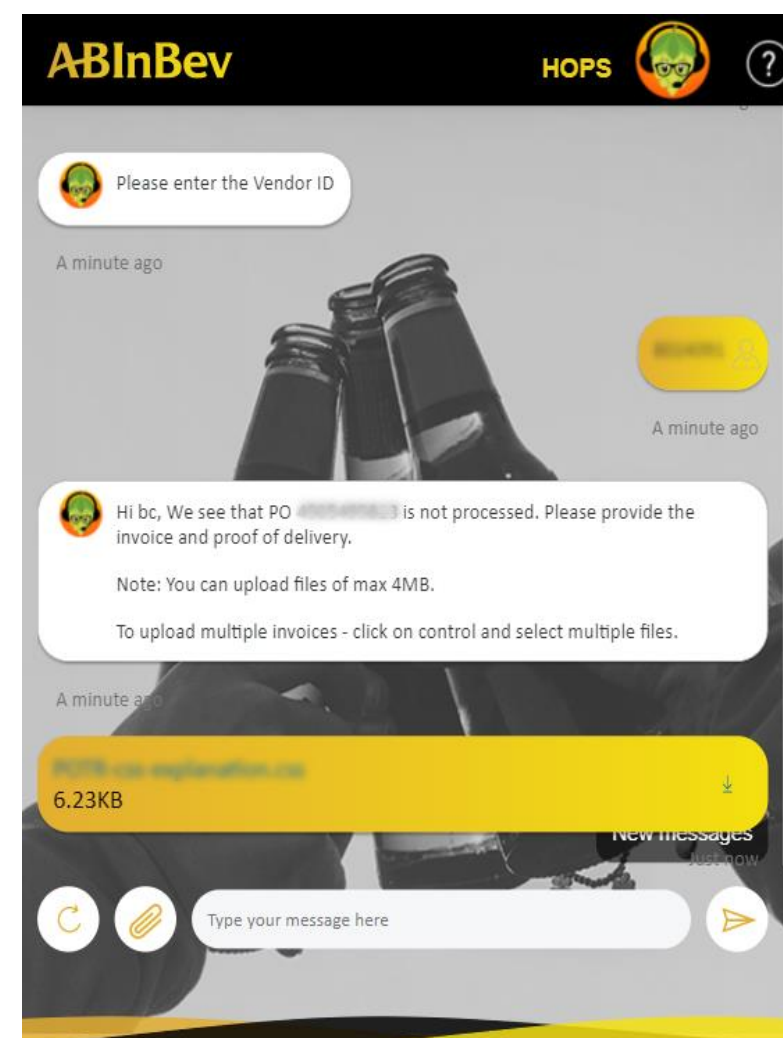 ABInBev
HOPS
?
Please enter the Vendor ID
A minute ago
A minute ago
Hi bc, We see that PO is not processed. Please provide the
invoice and proof of delivery.
Note: You can upload files of max 4MB.
To upload multiple invoices - click on control and select multiple files.
A minute ago
6.23KB
New messages
Just now
Type your message here